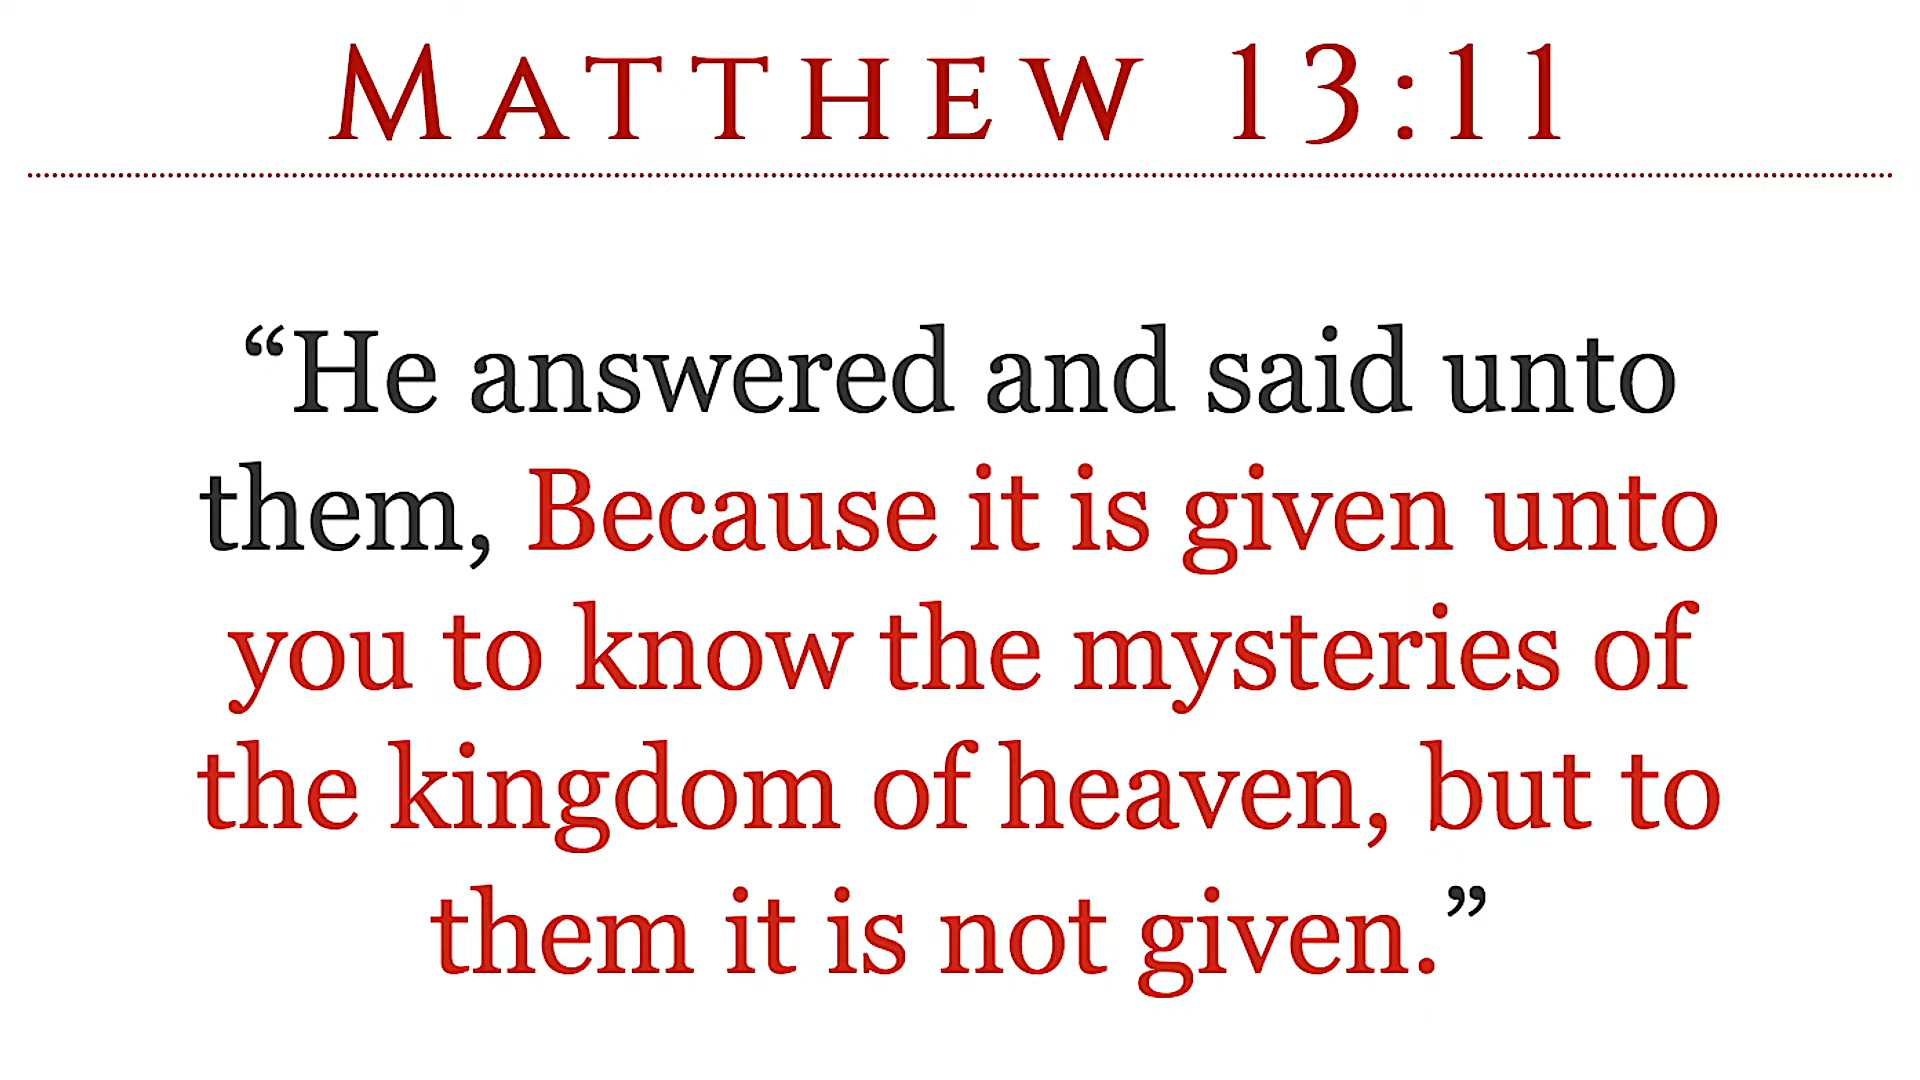 MATTHEW 13:11
“He answered and said unto
them, Because it is given unto
you to know the mysteries of
the kingdom of heaven, but to
them it is not given.”